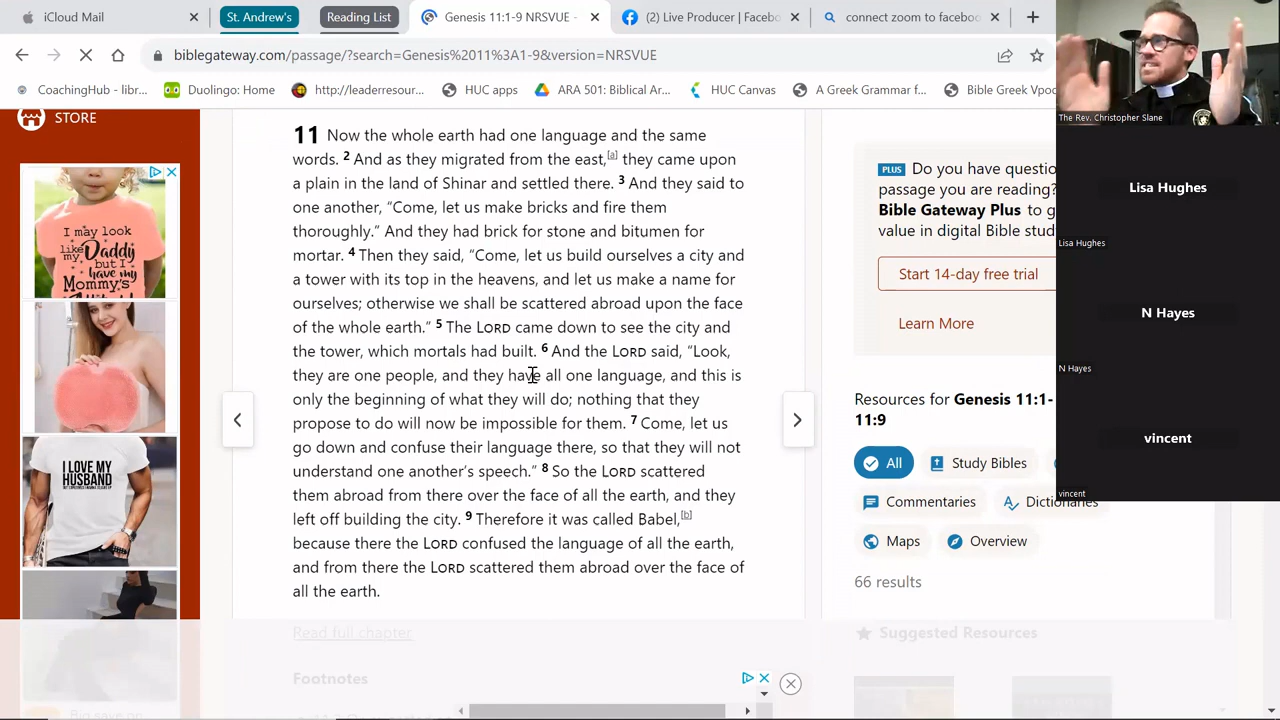 iCloud Mail
St. Andrew's
Reading List
Genesis 11:1-9 NRSVUE -
(2) Live Producer | Facebo
connect zoom to faceboo
biblegateway.com/passage/?search=Genesis%2011%3A1-9&version=NRSVUE
CoachingHub - libr...
Duolingo: Home
http://leaderresour...
HUC apps
ARA 501: Biblical Ar...
HUC Canvas
A Greek Grammar f...
Bible Greek Vpod
STORE
I may look
like my Daddy
but I
have my
Mommy's
I LOVE MY
HUSBAND
11 Now the whole earth had one language and the same
words. 2 And as they migrated from the east,[a] they came upon
a plain in the land of Shinar and settled there. 3 And they said to
one another, “Come, let us make bricks and fire them
thoroughly.” And they had brick for stone and bitumen for
mortar. 4 Then they said, “Come, let us build ourselves a city and
a tower with its top in the heavens, and let us make a name for
ourselves; otherwise we shall be scattered abroad upon the face
of the whole earth.” 5 The LORD came down to see the city and
the tower, which mortals had built. 6 And the LORD said, “Look,
they are one people, and they have all one language, and this is
only the beginning of what they will do; nothing that they
propose to do will now be impossible for them. 7 Come, let us
go down and confuse their language there, so that they will not
understand one another’s speech.” 8 So the LORD scattered
them abroad from there over the face of all the earth, and they
left off building the city. 9 Therefore it was called Babel,[b]
because there the LORD confused the language of all the earth,
and from there the LORD scattered them abroad over the face of
all the earth.
Read full chapter
Footnotes
PLUS Do you have questio
passage you are reading?
Bible Gateway Plus to g
value in digital Bible stud
Start 14-day free trial
Learn More
Resources for Genesis 11:1-
11:9
All
Study Bibles
Commentaries
Dictionaries
Maps
Overview
66 results
Suggested Resources
The Rev. Christopher Slane
Lisa Hughes
Lisa Hughes
N Hayes
N Hayes
vincent
vincent